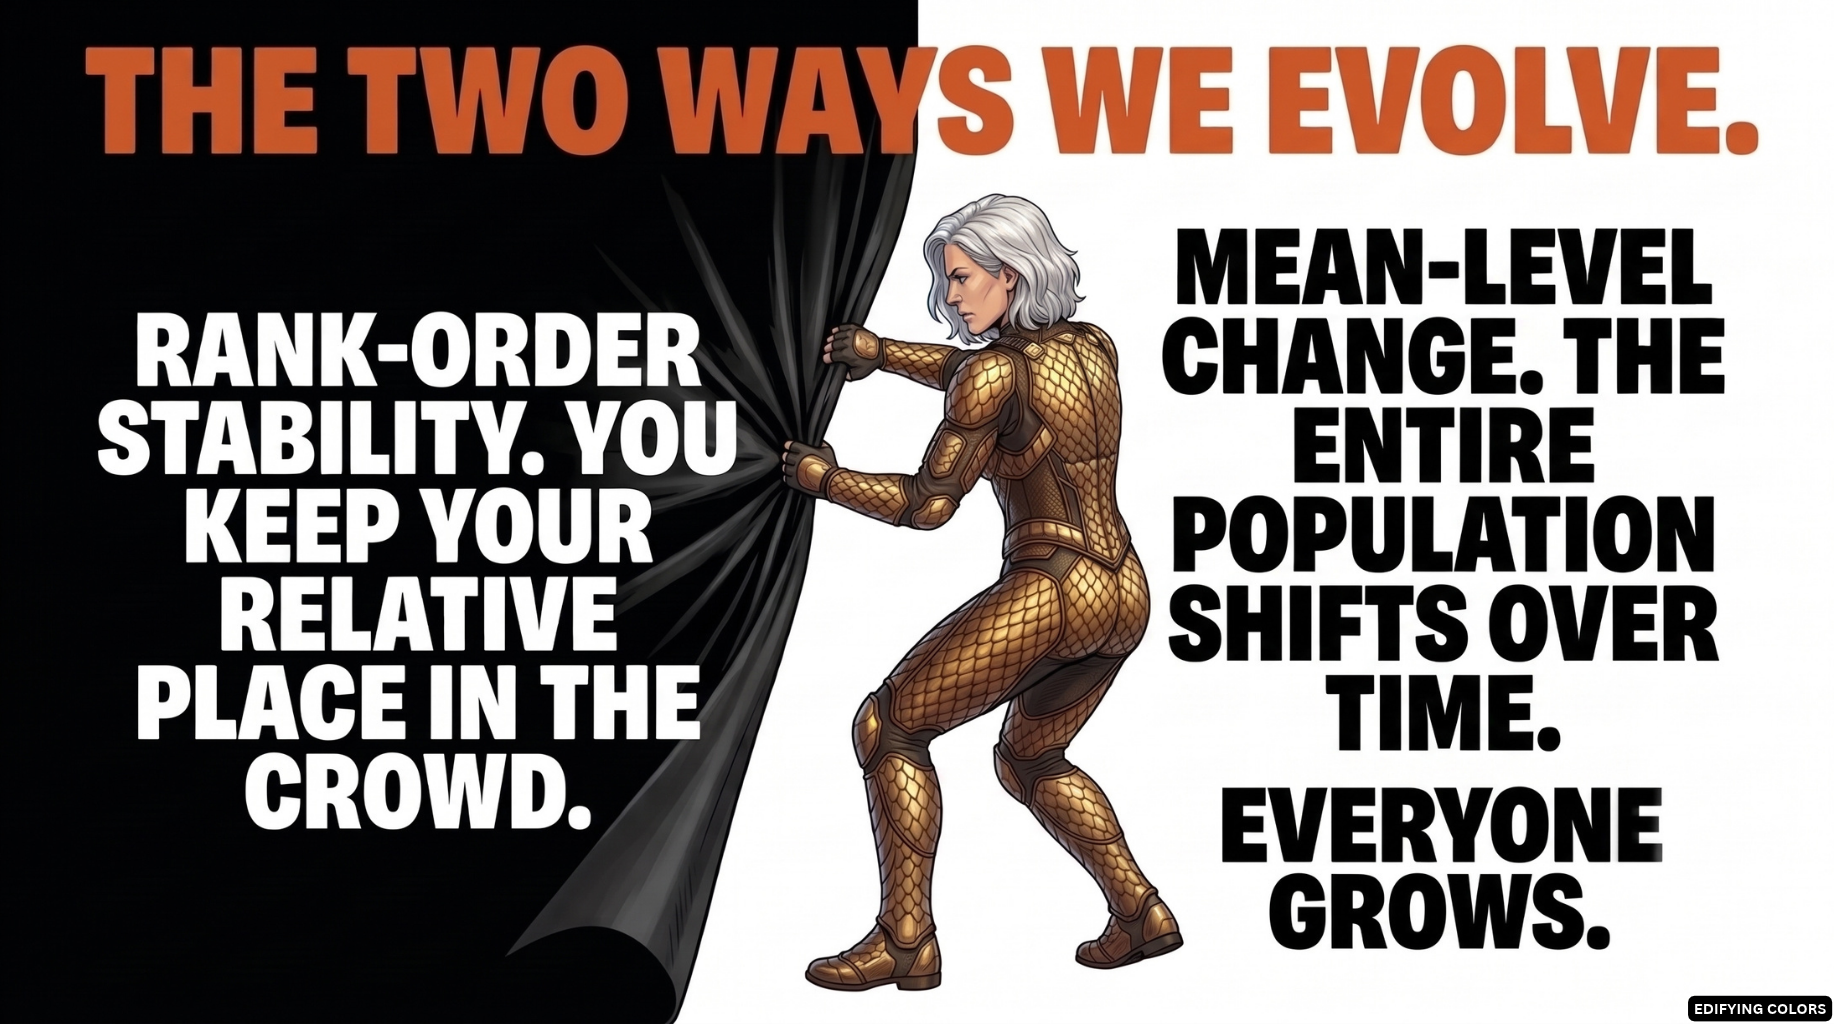 THE TWO WAYS WE EVOLVE.
RANK-ORDER
STABILITY. YOU
KEEP YOUR
RELATIVE
PLACE IN THE
CROWD.
MEAN-LEVEL
CHANGE. THE
ENTIRE
POPULATION
SHIFTS OVER
TIME.
EVERYONE
GROWS.
EDIFYING COLORS